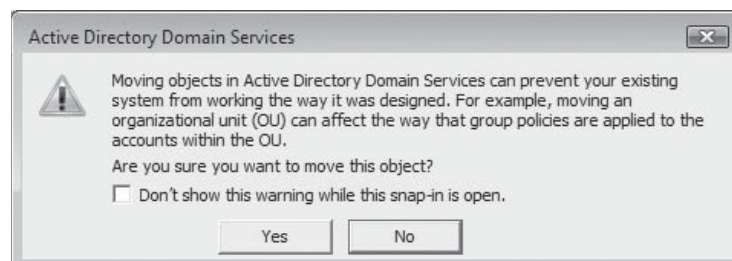 Active Directory Domain Services
Moving objects in Active Directory Domain Services can prevent your existing
system from working the way it was designed. For example, moving an
organizational unit (OU) can affect the way that group policies are applied to the
accounts within the OU.
Are you sure you want to move this object?
Don't show this warning while this snap-in is open.
Yes No